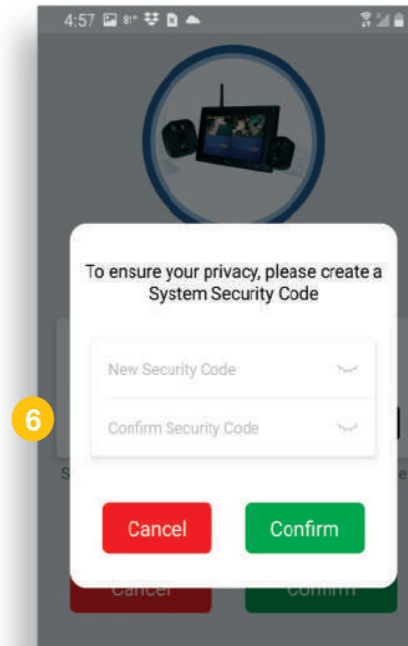 4:57 81°
To ensure your privacy, please create a
System Security Code
New Security Code
6
Confirm Security Code
S
e
Cancel Confirm
Cancel Confirm